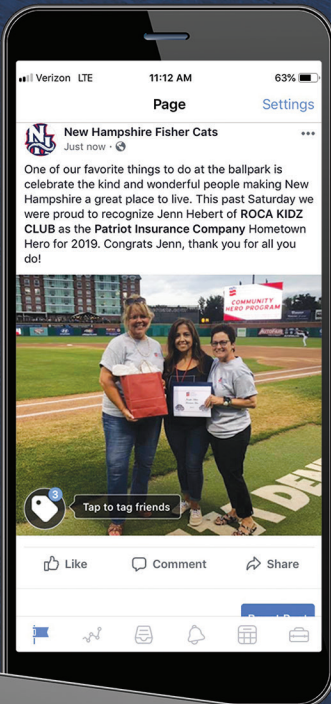 Verizon LTE 11:12 AM 63%
Page Settings
New Hampshire Fisher Cats
Just now
One of our favorite things to do at the ballpark is
celebrate the kind and wonderful people making New
Hampshire a great place to live. This past Saturday we
were proud to recognize Jenn Hebert of ROCA KIDZ
CLUB as the Patriot Insurance Company Hometown
Hero for 2019. Congrats Jenn, thank you for all you
do!
COMMUNITY
HERO PROGRAM
3
Tap to tag friends
Like Comment Share